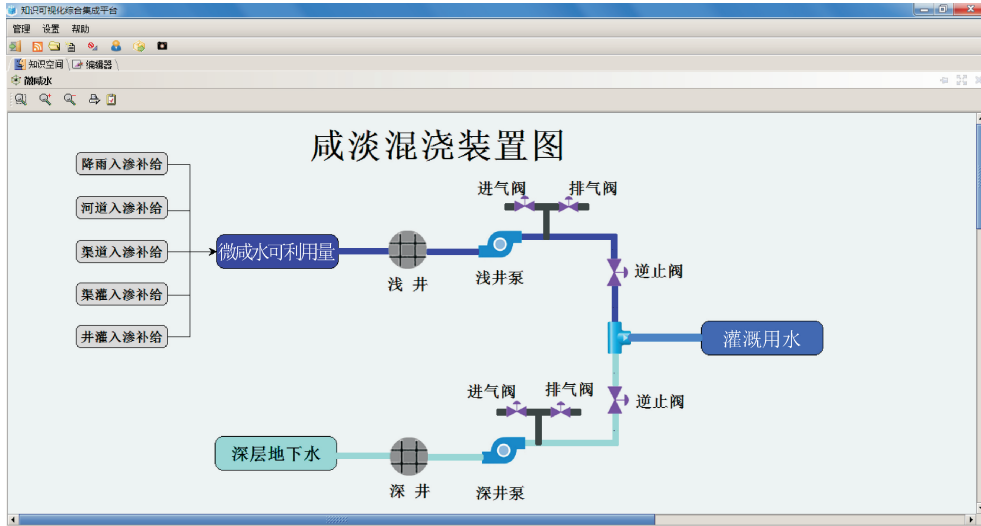 知识可视化综合集成平台
管理 设置 帮助
知识空间 编辑器
微咸水
咸淡混浇装置图
降雨入渗补给
进气阀 排气阀
河道入渗补给
渠道入渗补给
微咸水可利用量
浅 井
浅井泵
逆止阀
渠灌入渗补给
井灌入渗补给
灌溉用水
进气阀 排气阀
逆止阀
深层地下水
深 井
深井泵